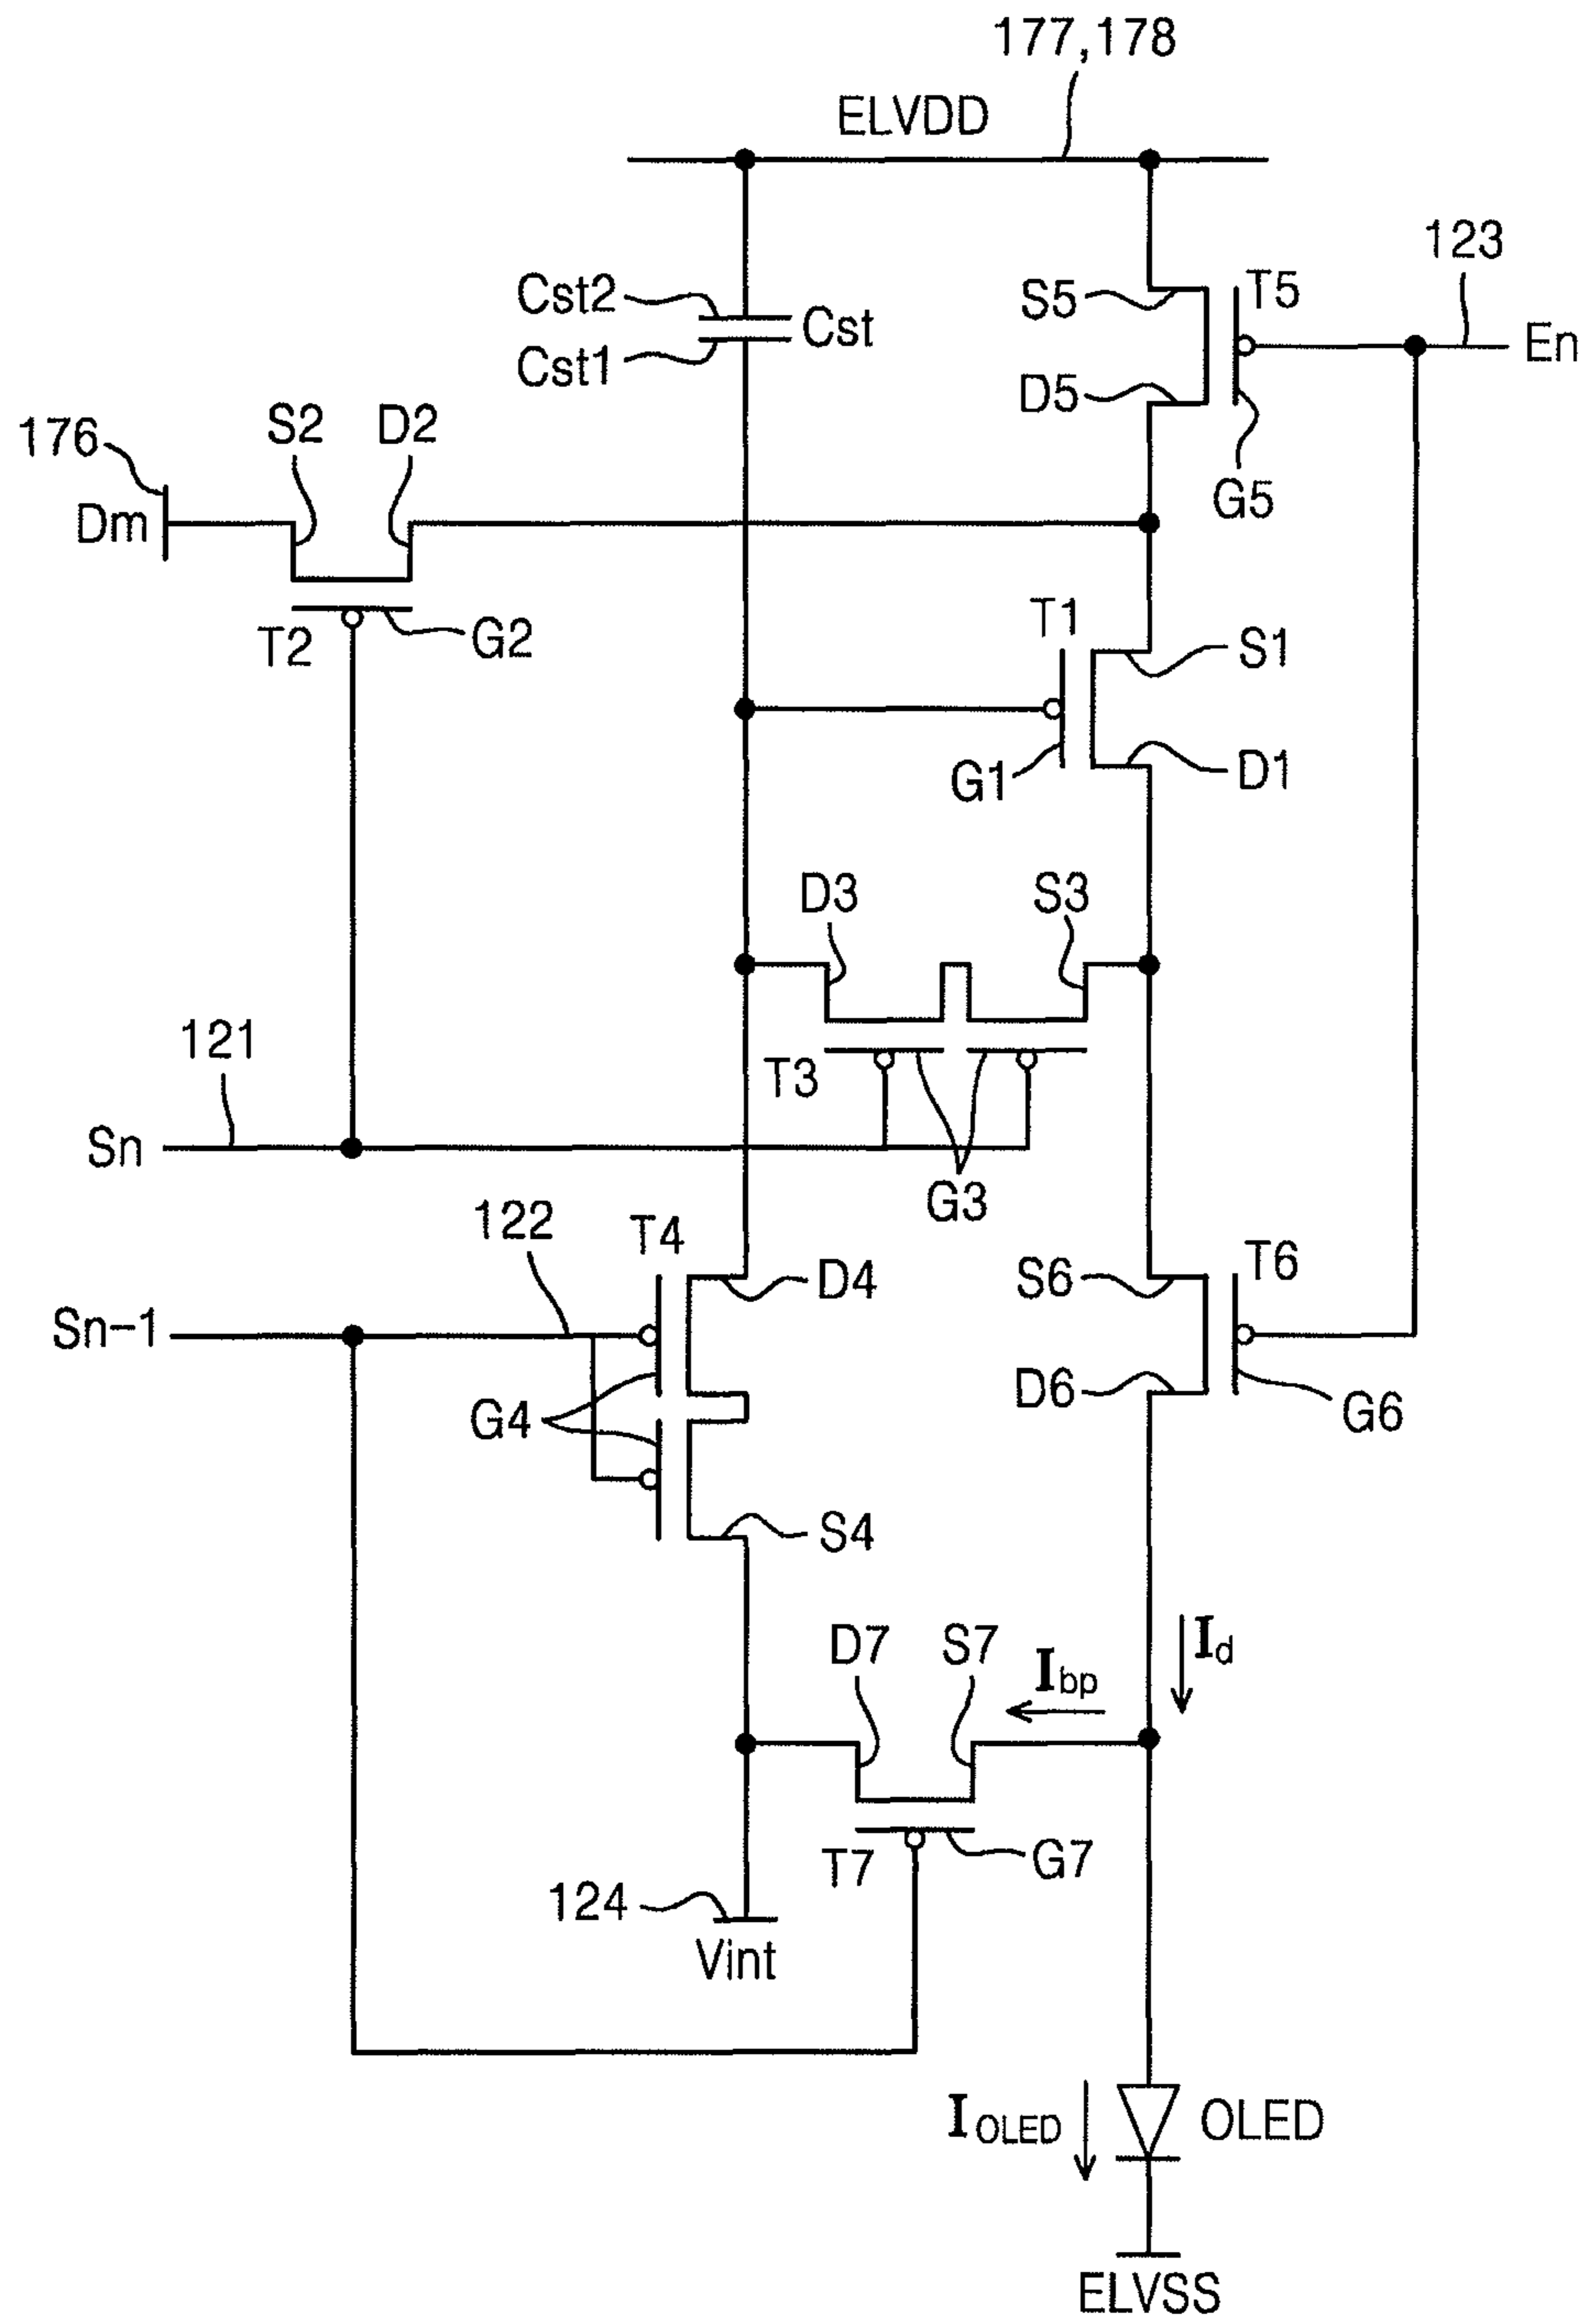 177,178
ELVDD
123
Cst2
S5
T5
Cst
En
Cst1
D5
S2
D2
176
G5
Dm
T1
G2
S1
T2
G1
D1
D3
S3
121
T3
Sn
G3
122
T4
T6
D4
S6
Sn-1
D6
G4
G6
S4
D7
S7
Ibp
Id
T7
G7
124
Vint
IOLED
OLED
ELVSS